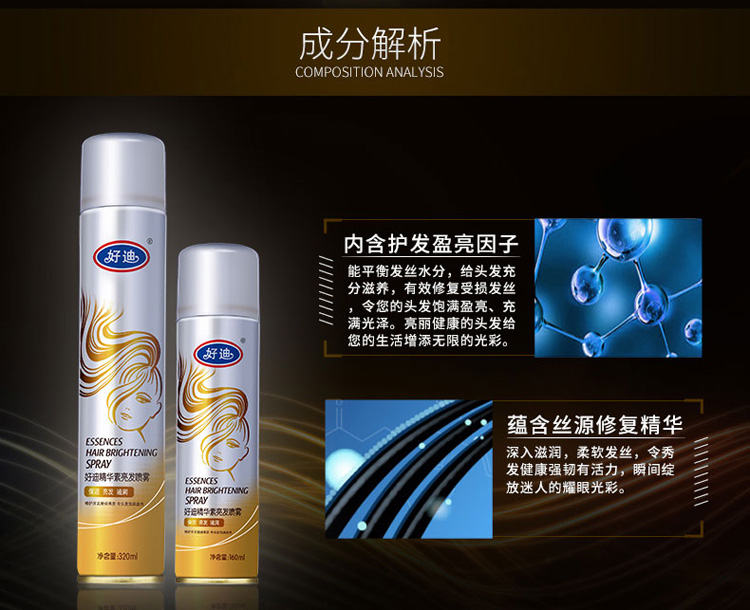 成分解析
COMPOSITION ANALYSIS
好迪
®
ESSENCES
HAIR BRIGHTENING
SPRAY
好迪精华素亮发喷雾
保湿 亮发 滋润
净含量:320ml
好迪
®
ESSENCES
HAIR BRIGHTENING
SPRAY
好迪精华素亮发喷雾
保湿 亮发 滋润
净含量:160ml
内含护发盈亮因子
能平衡发丝水分，给头发充
分滋养，有效修复受损发丝
，令您的头发饱满盈亮、充
满光泽。亮丽健康的头发给
您的生活增添无限的光彩。
蕴含丝源修复精华
深入滋润，柔软发丝，令秀
发健康强韧有活力，瞬间绽
放迷人的耀眼光彩。